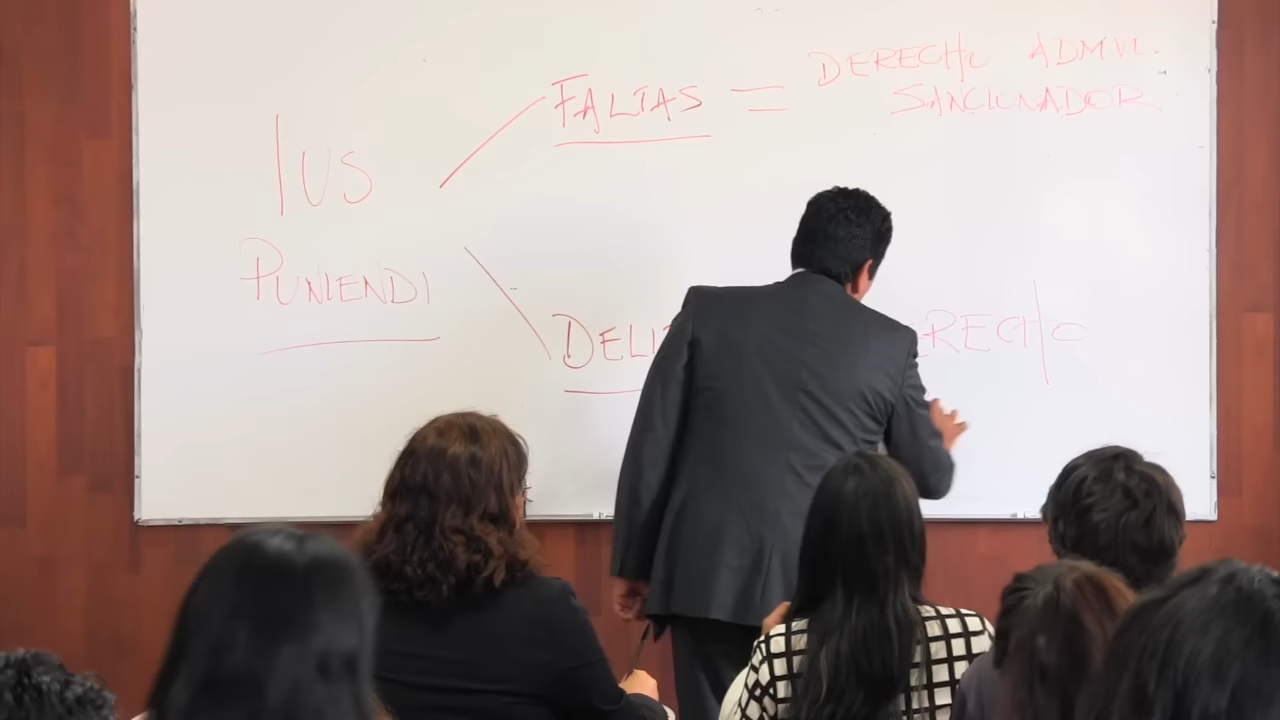 IUS
PUNIENDI
FALTAS = DERECHO ADMVO.
SANCIONADOR